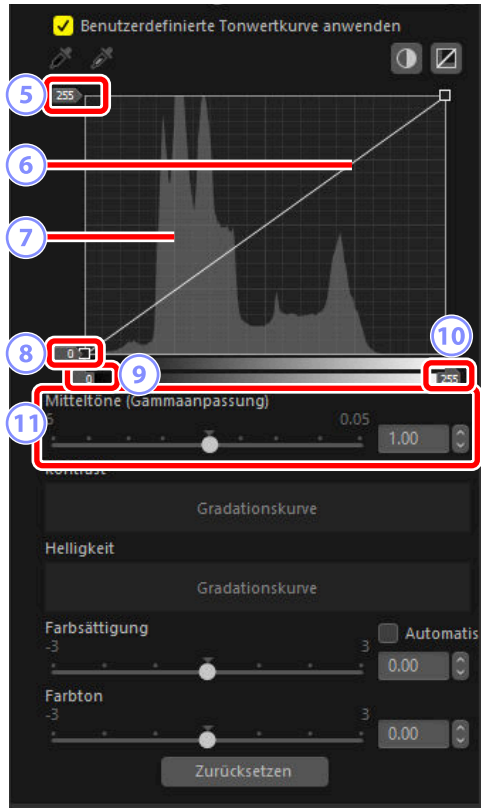 Benutzerdefinierte Tonwertkurve anwenden
5
255
6
7
8
0
10
9
0
255
Mitteltöne (Gammaanpassung)
11
5
0.05
1.00
Kontrast
Gradationskurve
Helligkeit
Gradationskurve
Farbsättigung
Automatis
-3
3
0.00
Farbton
-3
3
0.00
Zurücksetzen